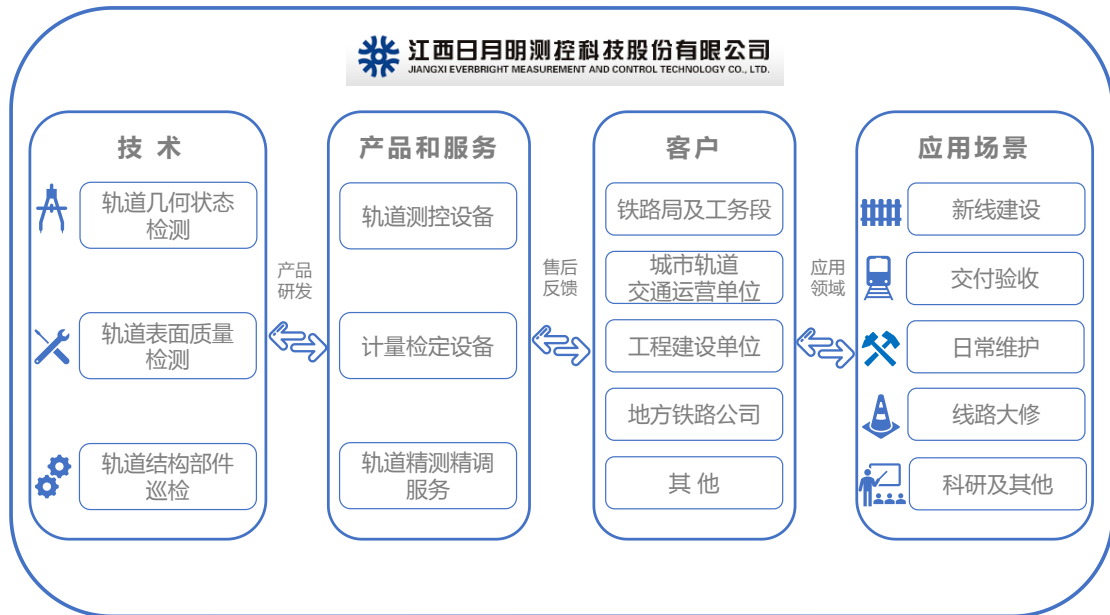 江西日月明测控科技股份有限公司
JIANGXI EVERBRIGHT MEASUREMENT AND CONTROL TECHNOLOGY CO., LTD.
技 术
轨道几何状态
检测
轨道表面质量
检测
轨道结构部件
巡检
产品
研发
产品和服务
轨道测控设备
计量检定设备
轨道精测精调
服务
售后
反馈
客户
铁路局及工务段
城市轨道
交通运营单位
工程建设单位
地方铁路公司
其 他
应用
领域
应用场景
新线建设
交付验收
日常维护
线路大修
科研及其他